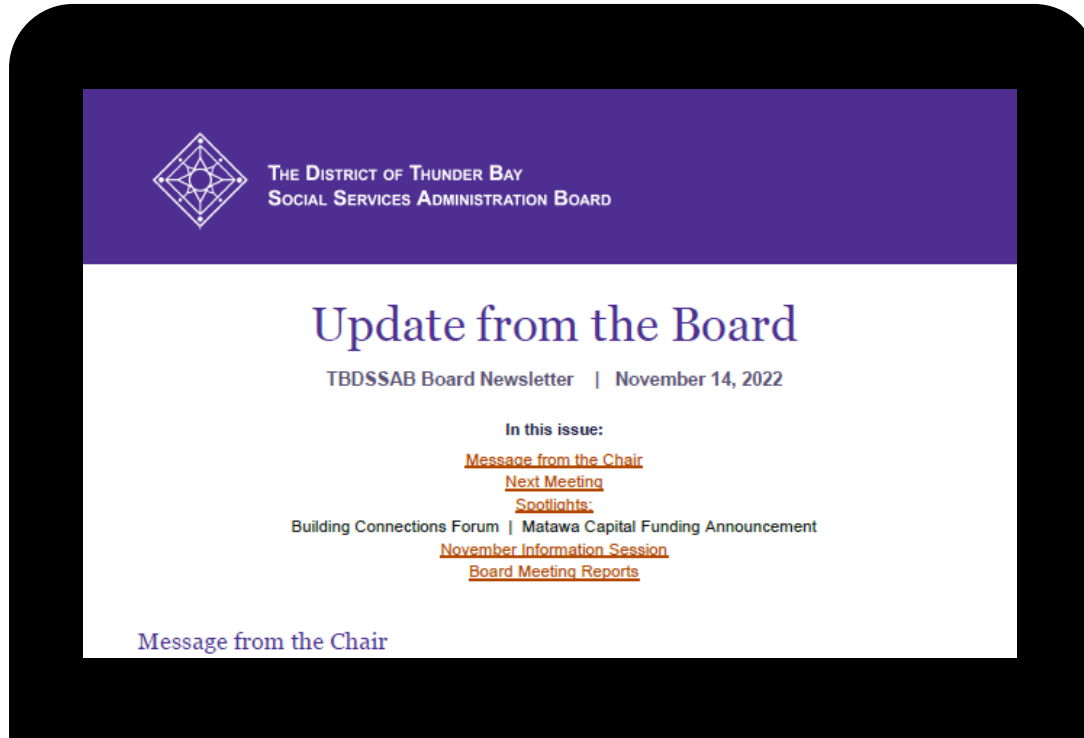 THE DISTRICT OF THUNDER BAY
SOCIAL SERVICES ADMINISTRATION BOARD
Update from the Board
TBDSSAB Board Newsletter | November 14, 2022
In this issue:
Message from the Chair
Next Meeting
Spotlights:
Building Connections Forum | Matawa Capital Funding Announcement
November Information Session
Board Meeting Reports
Message from the Chair